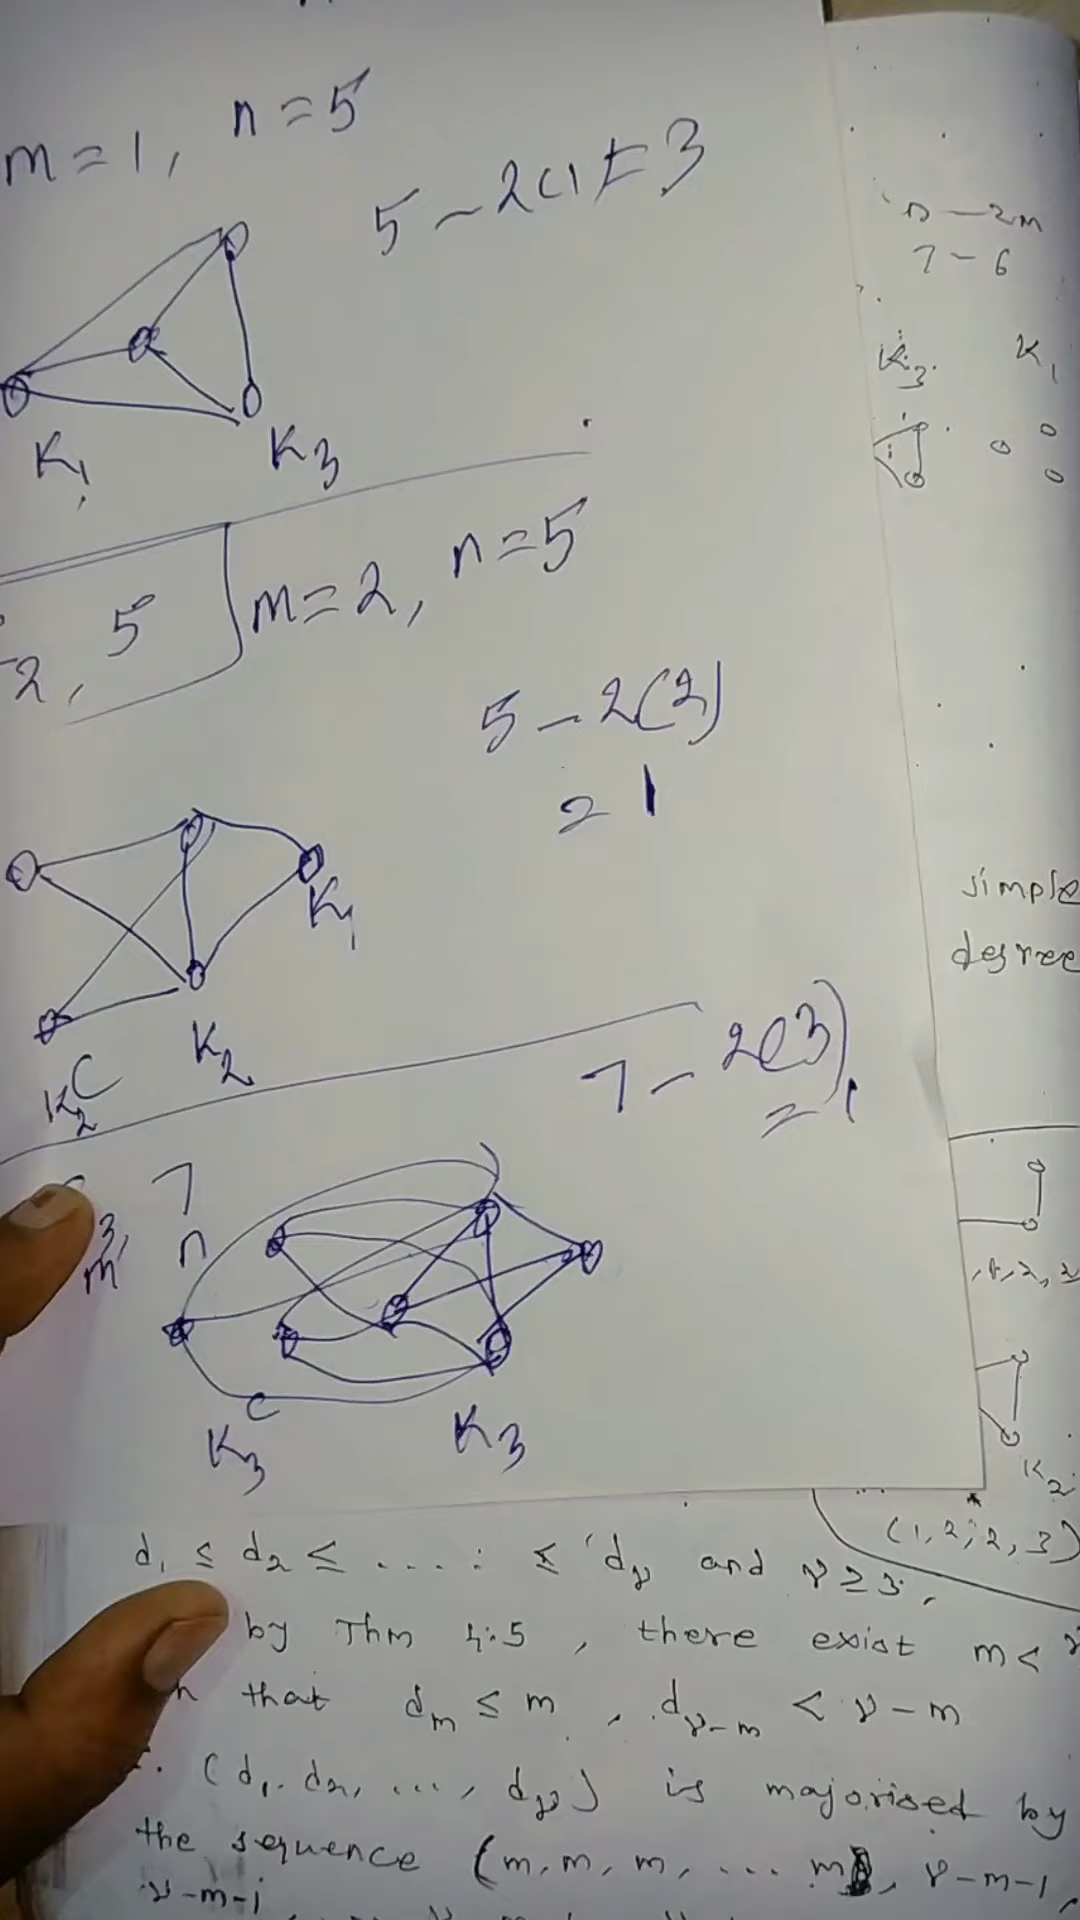 m = 1, n = 5
5 - 2(1) = 3
K₁ K₃
2, 5
m = 2, n = 5
5 - 2(2)
= 1
K₁
K₂
K₂ᶜ
7 - 2(3)
= 1
3, 7
m n
K₃ᶜ K₃
n - 2m
7 - 6
K₃ K₁
simple
degree
K₂
(1, 2, 2, 3)
d₁ ≤ d₂ ≤ .... ≤ dᵧ and γ ≥ 3.
by Thm 4.5, there exist m <
that dₘ ≤ m, dᵧ₋ₘ < γ - m
∴ (d₁, d₂, ..., dᵧ) is majorised by
the sequence (m, m, m, ... m, γ-m-1,
γ-m-1